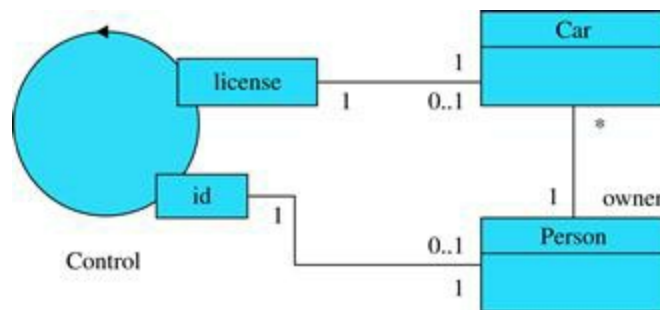 Car
license
1
1
0..1
*
id
1
1
owner
Control
0..1
Person
1